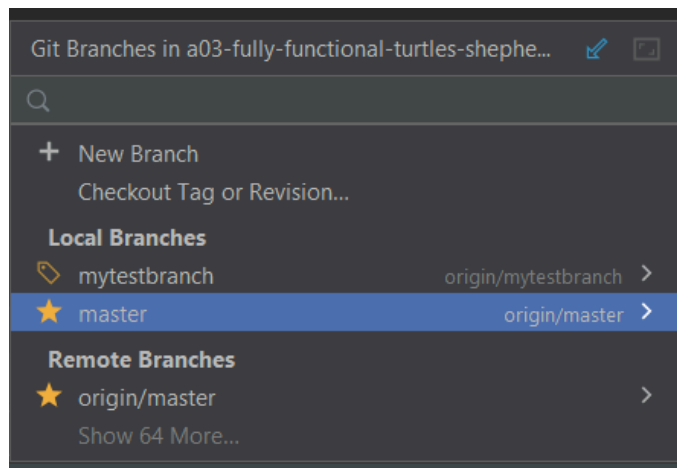 Git Branches in a03-fully-functional-turtles-shephe...
New Branch
Checkout Tag or Revision...
Local Branches
mytestbranch origin/mytestbranch
master origin/master
Remote Branches
origin/master
Show 64 More...